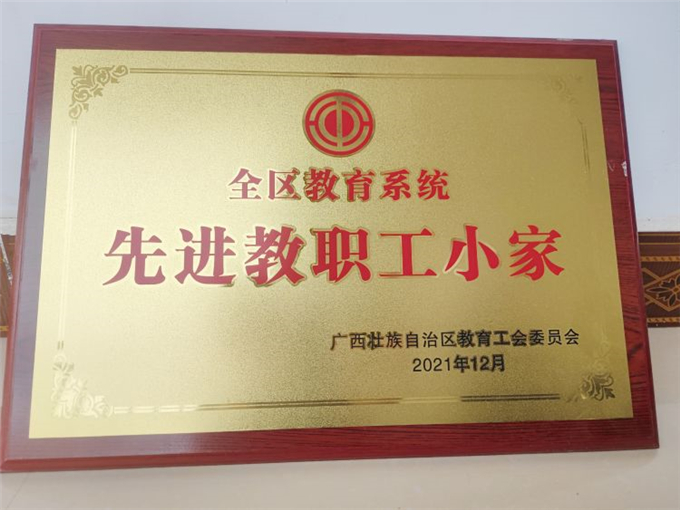 全区教育系统
先进教职工小家
广西壮族自治区教育工会委员会
2021年12月